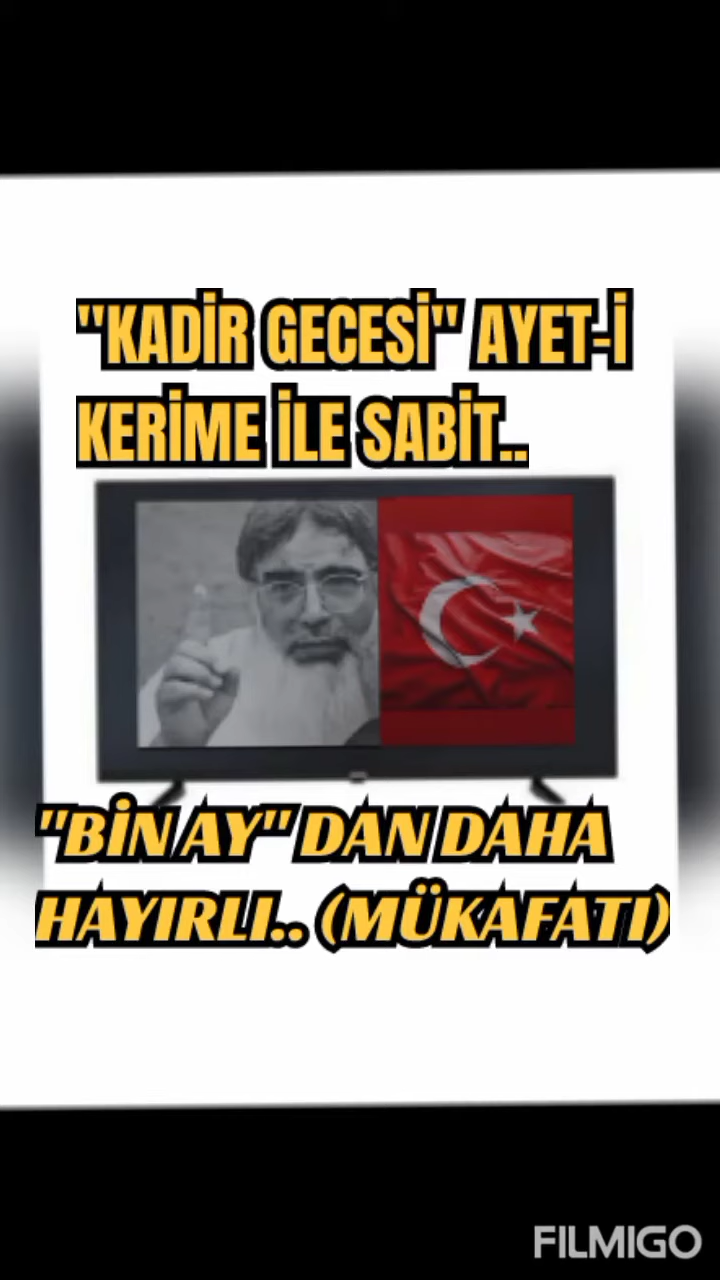 "KADİR GECESİ" AYET-İ
KERİME İLE SABİT..
"BİN AY" DAN DAHA
HAYIRLI.. (MÜKAFATI)
FILMIGO